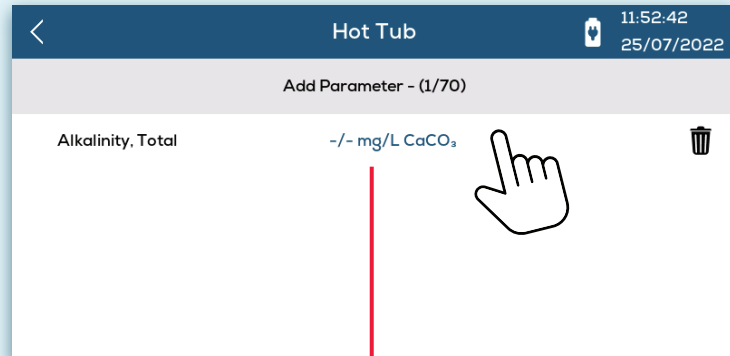 Hot Tub
11:52:42
25/07/2022
Add Parameter - (1/70)
Alkalinity, Total -/- mg/L CaCO₃